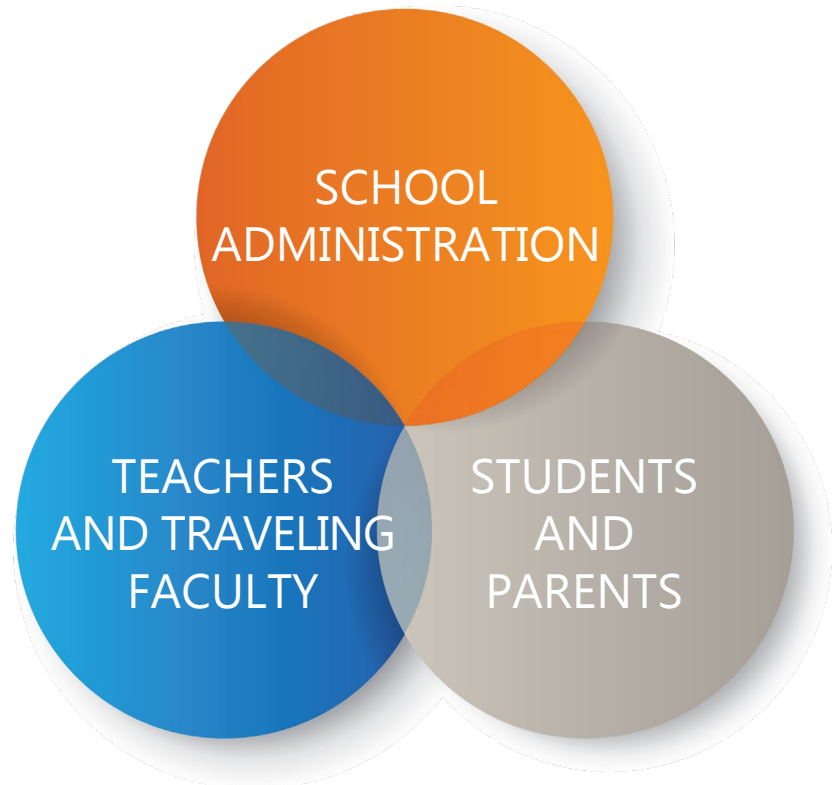 SCHOOL
ADMINISTRATION
TEACHERS
AND TRAVELING
FACULTY
STUDENTS
AND
PARENTS